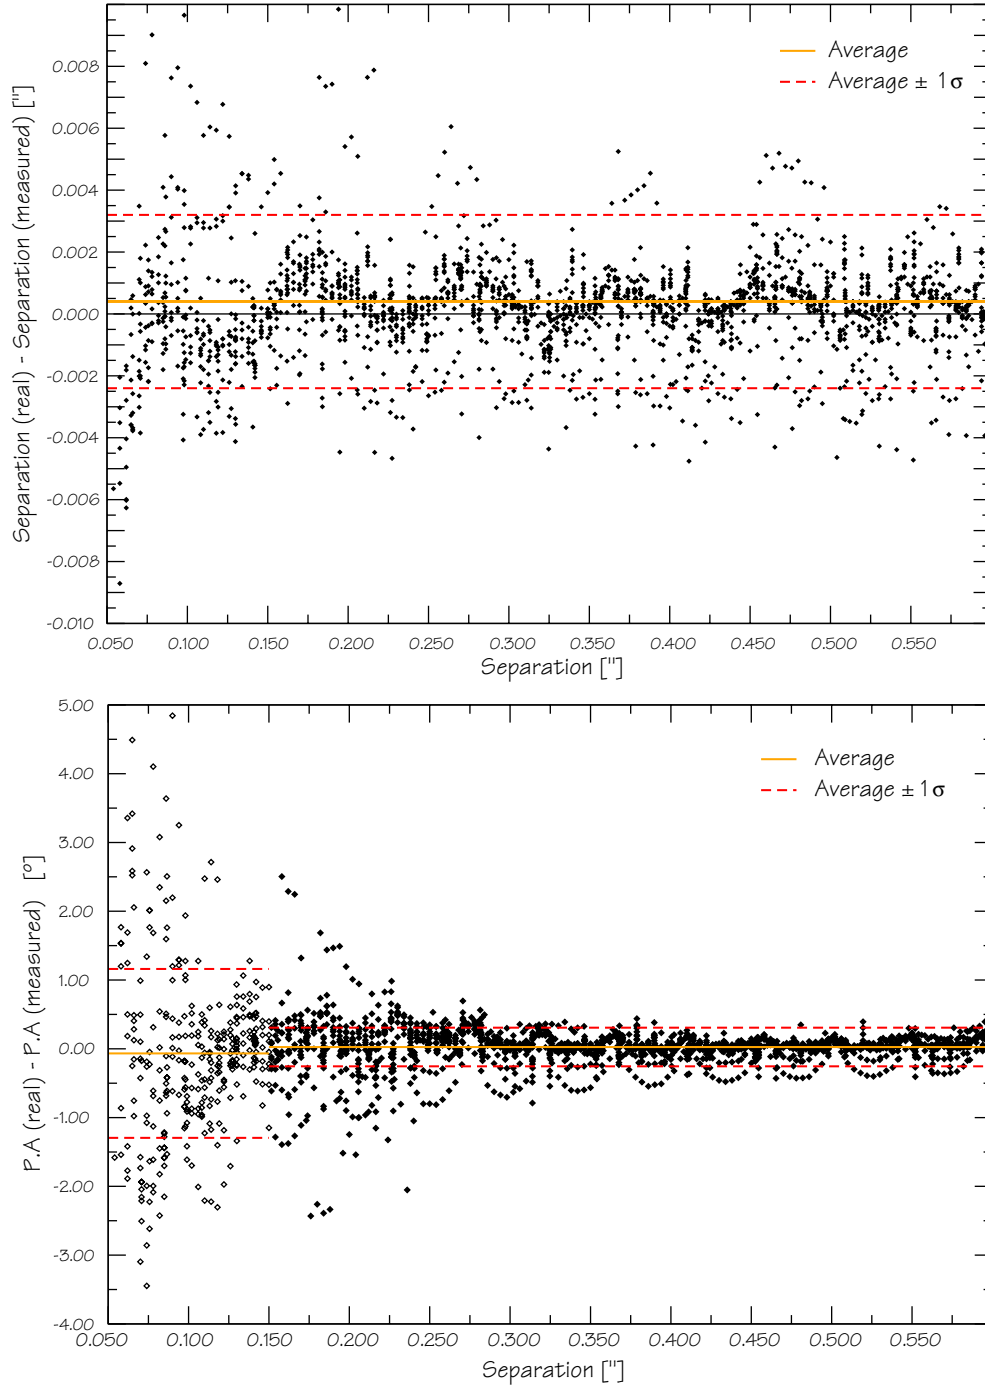 Separation (real) - Separation (measured) ["]
0.008
0.006
0.004
0.002
0.000
-0.002
-0.004
-0.006
-0.008
-0.010
Average
Average ± 1σ
0.050 0.100 0.150 0.200 0.250 0.300 0.350 0.400 0.450 0.500 0.550
Separation ["]
P.A (real) - P.A (measured) [°]
5.00
4.00
3.00
2.00
1.00
0.00
-1.00
-2.00
-3.00
-4.00
Average
Average ± 1σ
0.050 0.100 0.150 0.200 0.250 0.300 0.350 0.400 0.450 0.500 0.550
Separation ["]